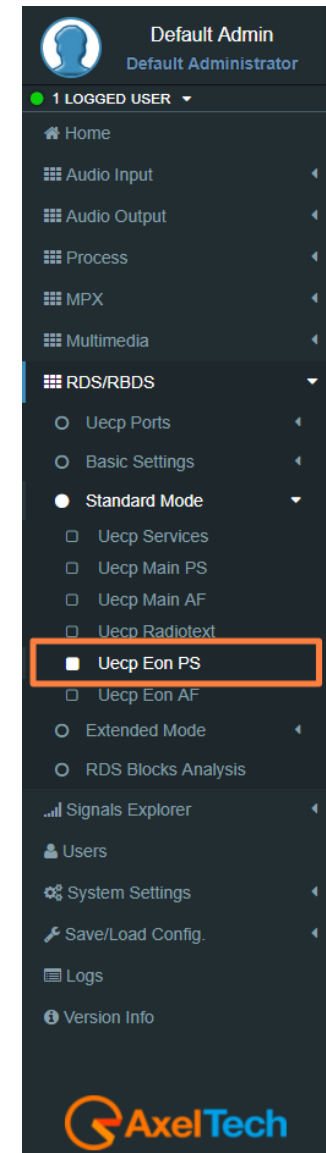 Default Admin
Default Administrator
1 LOGGED USER
Home
Audio Input
Audio Output
Process
MPX
Multimedia
RDS/RBDS
Uecp Ports
Basic Settings
Standard Mode
Uecp Services
Uecp Main PS
Uecp Main AF
Uecp Radiotext
Uecp Eon PS
Uecp Eon AF
Extended Mode
RDS Blocks Analysis
Signals Explorer
Users
System Settings
Save/Load Config.
Logs
Version Info
AxelTech